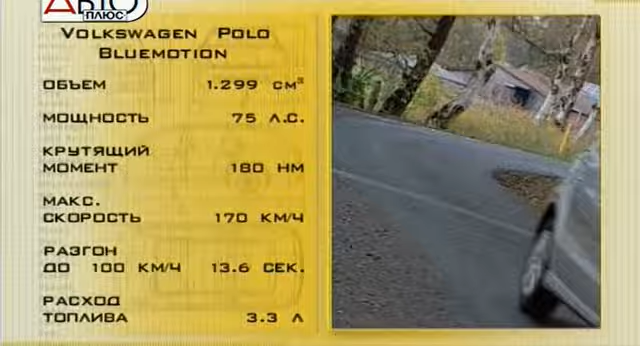 АВТО
ПЛЮС
VOLKSWAGEN POLO
BLUEMOTION
ОБЪЕМ 1.299 СМ³
МОЩНОСТЬ 75 Л.С.
КРУТЯЩИЙ
МОМЕНТ 180 НМ
МАКС.
СКОРОСТЬ 170 КМ/Ч
РАЗГОН
ДО 100 КМ/Ч 13.6 СЕК.
РАСХОД
ТОПЛИВА 3.3 Л